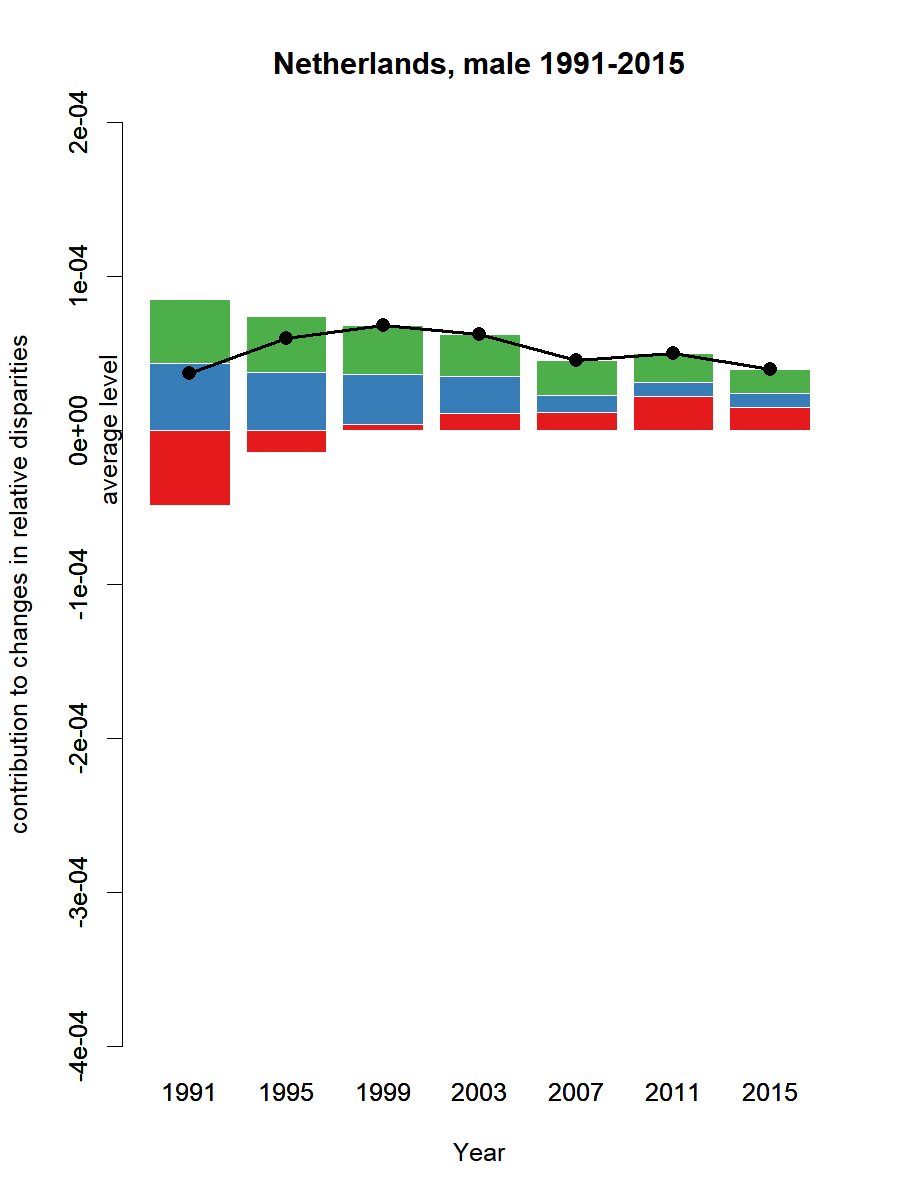 Netherlands, male 1991-2015
contribution to changes in relative disparities
average level
2e-04
1e-04
0e+00
-1e-04
-2e-04
-3e-04
-4e-04
1991 1995 1999 2003 2007 2011 2015
Year